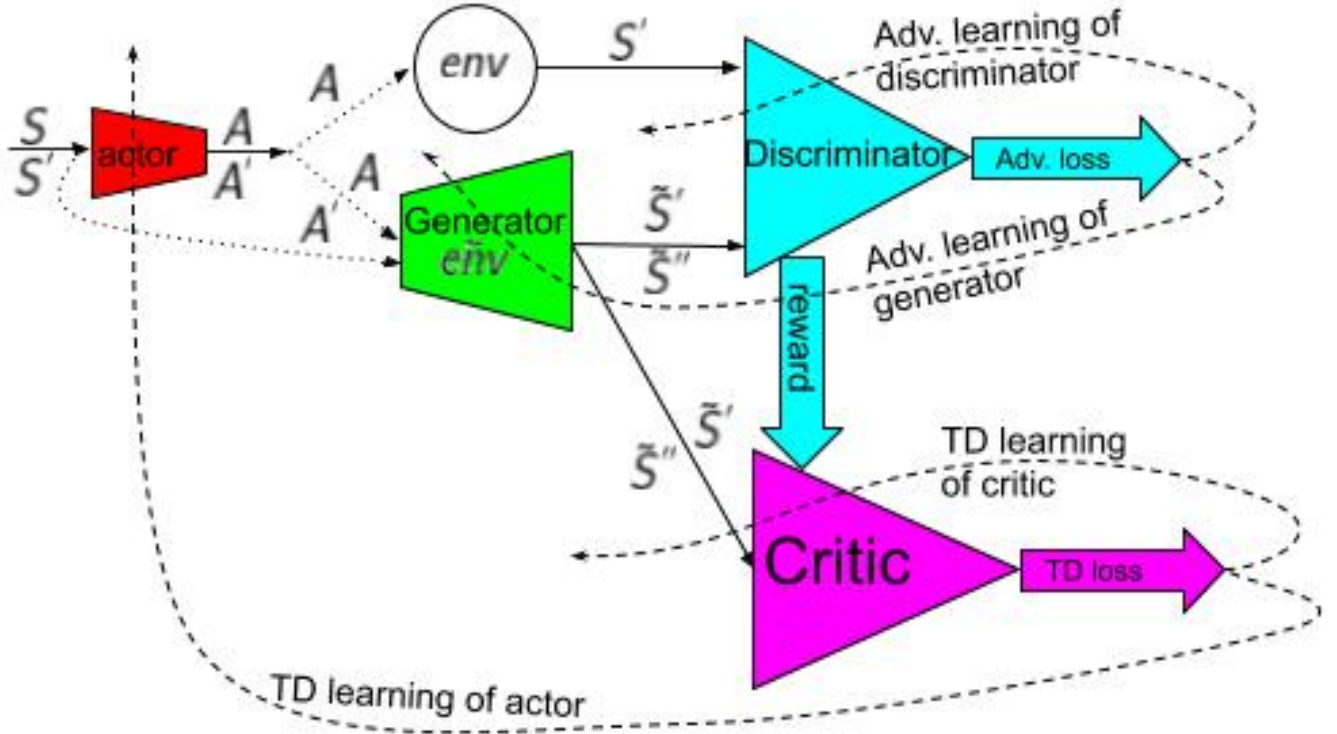 S
S′
actor
A
A′
A
A
A′
env
S′
Generator
eñv
S̃′
S̃″
Discriminator
Adv. loss
Adv. learning of
discriminator
Adv. learning of
generator
reward
S̃′
S̃″
Critic
TD loss
TD learning
of critic
TD learning of actor